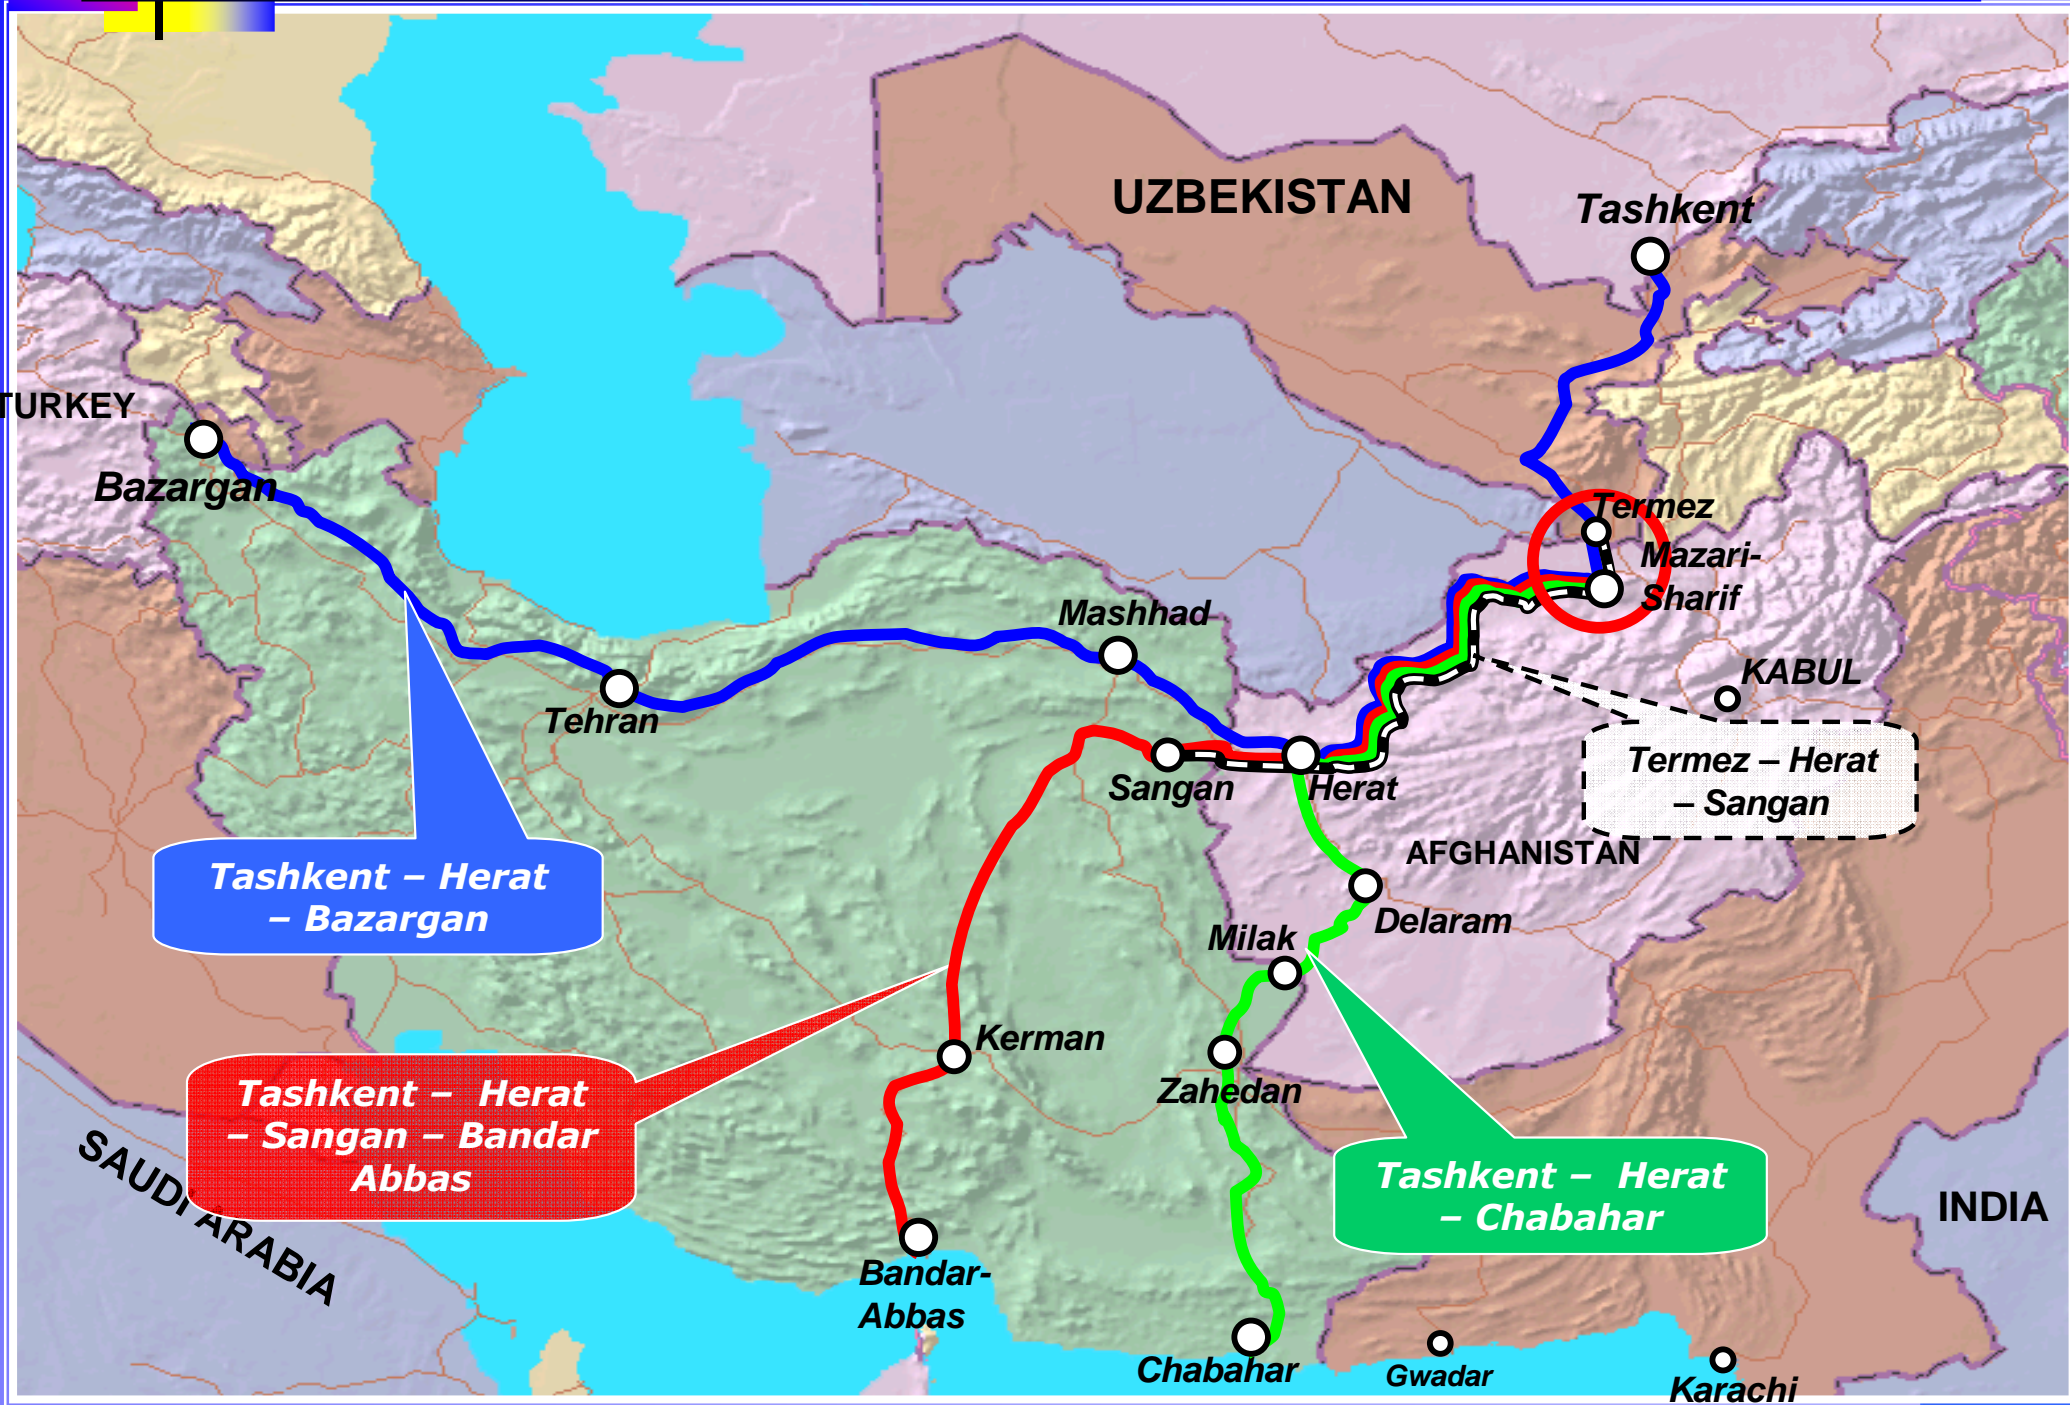 UZBEKISTAN
Tashkent
TURKEY
Bazargan
Termez
Mazari-
Sharif
Mashhad
KABUL
Tehran
Termez – Herat
– Sangan
Sangan
Herat
AFGHANISTAN
Tashkent – Herat
– Bazargan
Delaram
Milak
Kerman
Zahedan
Tashkent – Herat
– Sangan – Bandar
Abbas
Tashkent – Herat
– Chabahar
SAUDI ARABIA
INDIA
Bandar-
Abbas
Chabahar
Gwadar
Karachi